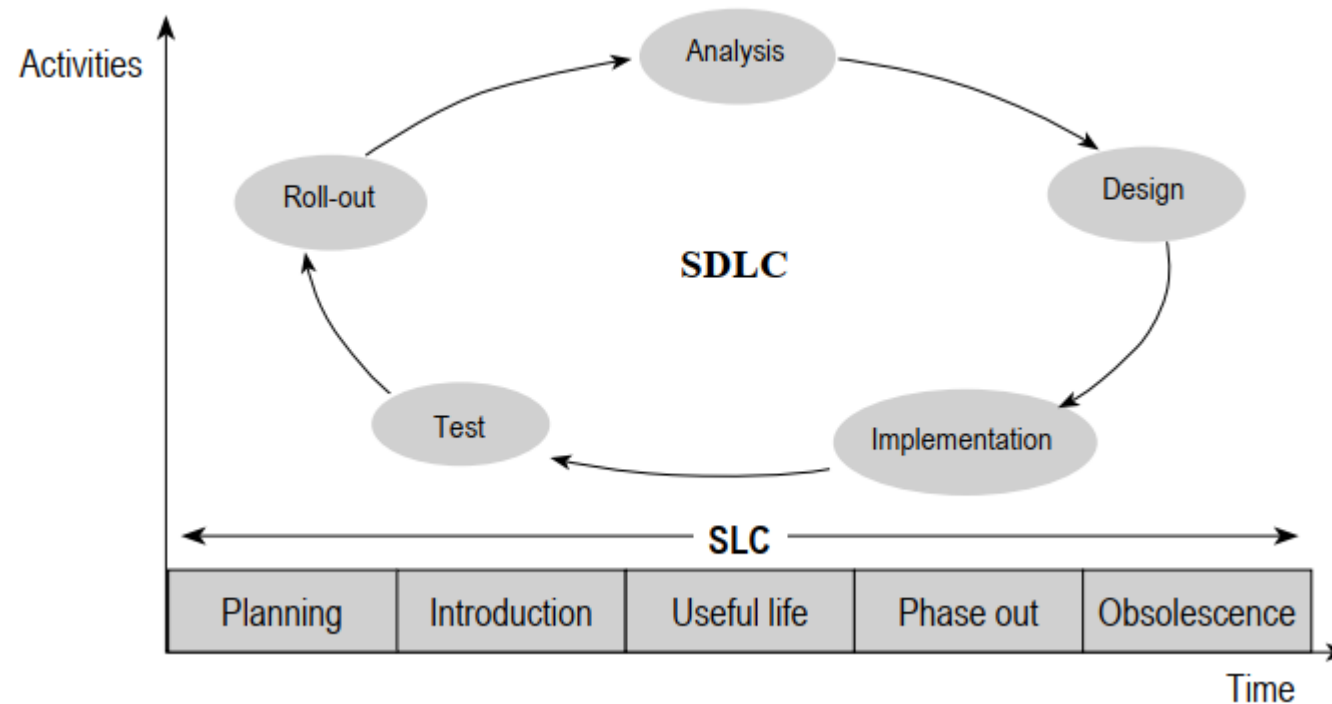 Activities
Analysis
Roll-out
Design
SDLC
Test
Implementation
SLC
Planning
Introduction
Useful life
Phase out
Obsolescence
Time